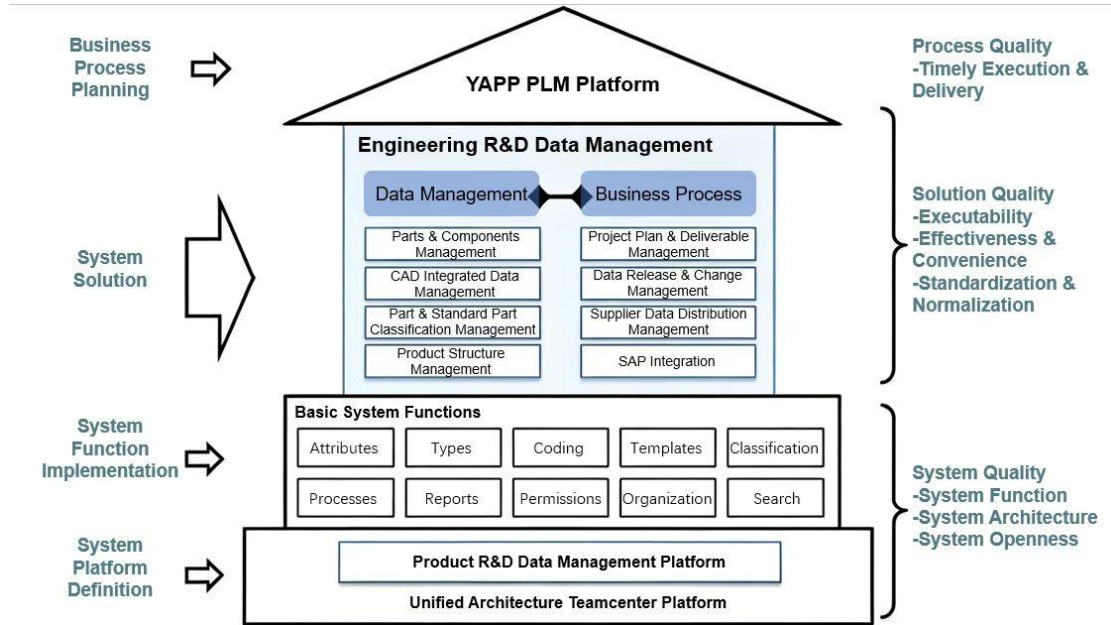 Business
Process
Planning
YAPP PLM Platform
Process Quality
-Timely Execution &
Delivery
Engineering R&D Data Management
Data Management
Business Process
Parts & Components
Management
Project Plan & Deliverable
Management
CAD Integrated Data
Management
Data Release & Change
Management
Part & Standard Part
Classification Management
Supplier Data Distribution
Management
Product Structure
Management
SAP Integration
System
Solution
Solution Quality
-Executability
-Effectiveness &
Convenience
-Standardization &
Normalization
System
Function
Implementation
Basic System Functions
Attributes
Types
Coding
Templates
Classification
Processes
Reports
Permissions
Organization
Search
System Quality
-System Function
-System Architecture
-System Openness
System
Platform
Definition
Product R&D Data Management Platform
Unified Architecture Teamcenter Platform